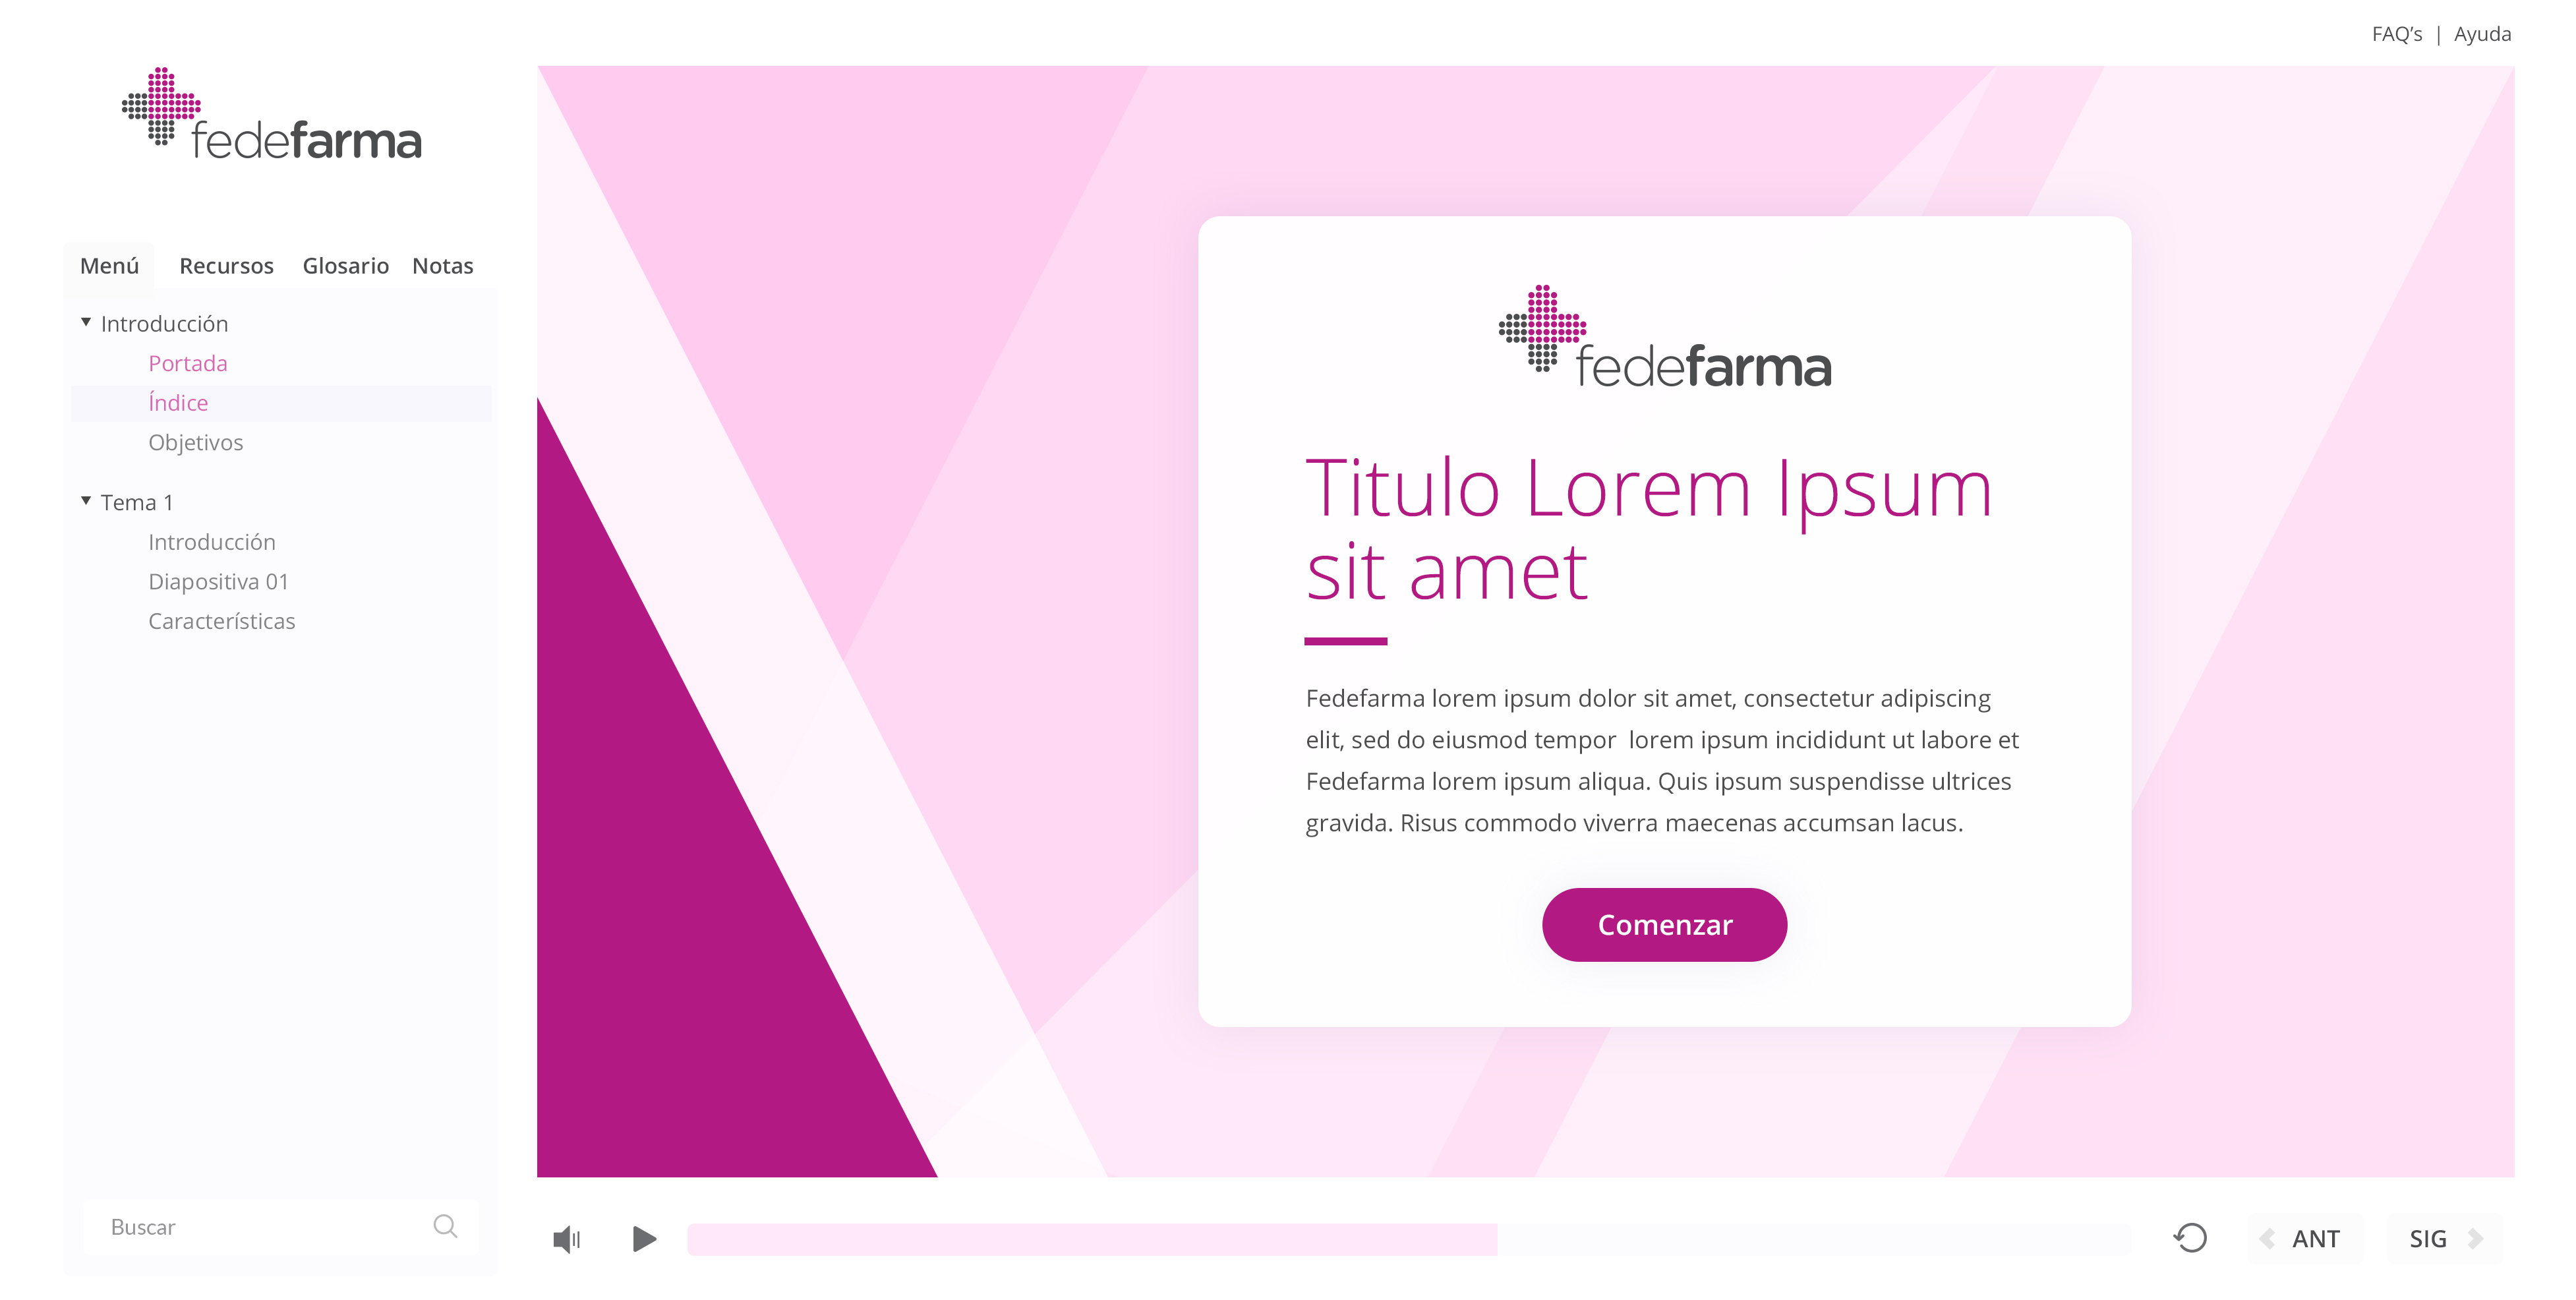 FAQ’s | Ayuda
fedefarma
Menú Recursos Glosario Notas
Introducción
Portada
Índice
Objetivos
Tema 1
Introducción
Diapositiva 01
Características
Buscar
fedefarma
Titulo Lorem Ipsum
sit amet
Fedefarma lorem ipsum dolor sit amet, consectetur adipiscing
elit, sed do eiusmod tempor  lorem ipsum incididunt ut labore et
Fedefarma lorem ipsum aliqua. Quis ipsum suspendisse ultrices
gravida. Risus commodo viverra maecenas accumsan lacus.
Comenzar
ANT SIG